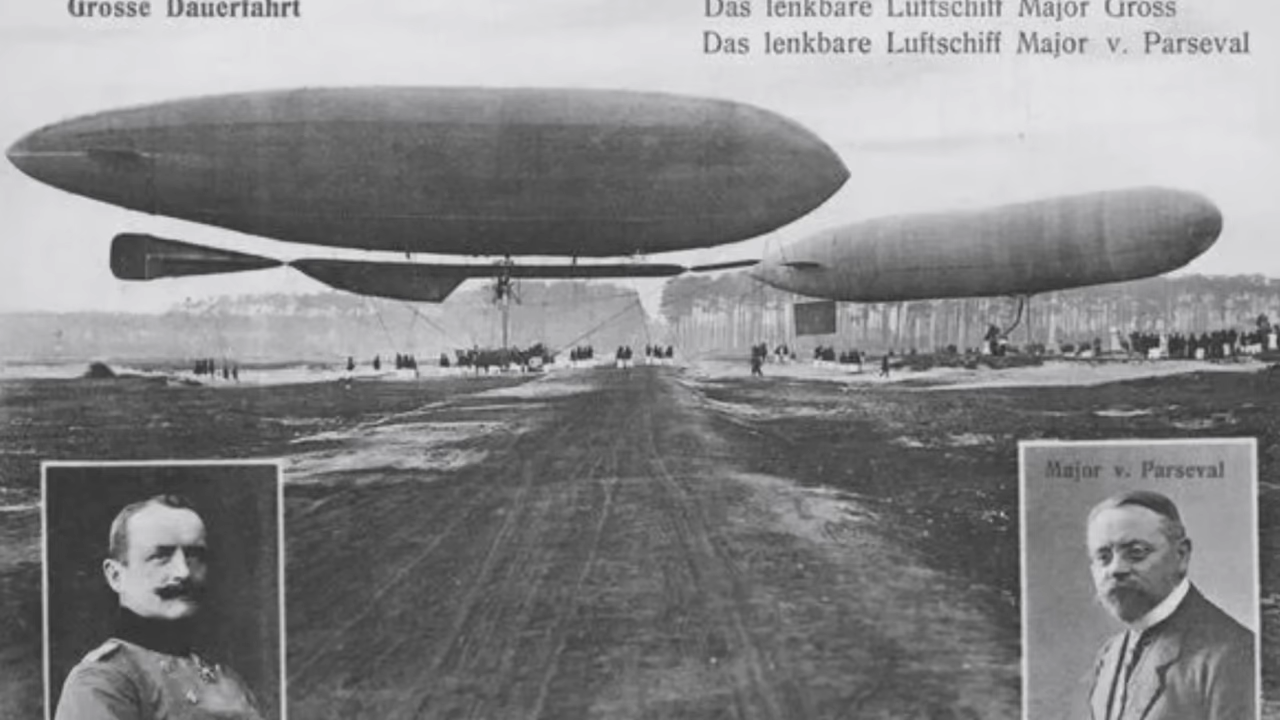 Grosse Dauerfahrt
Das lenkbare Luftschiff Major Gross
Das lenkbare Luftschiff Major v. Parseval
Major v. Parseval